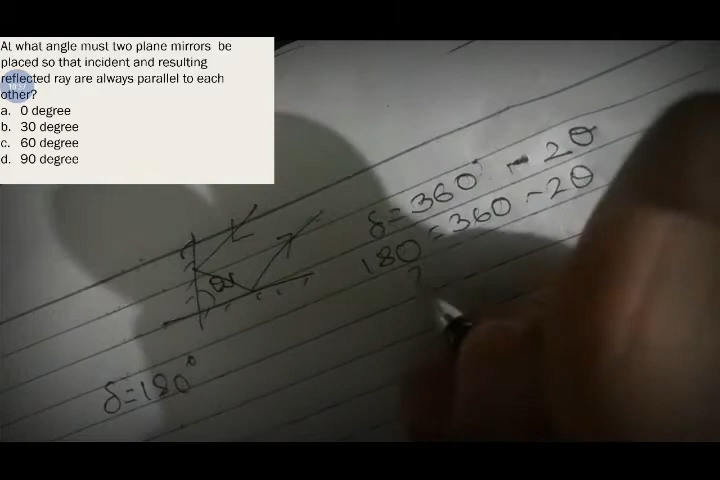 At what angle must two plane mirrors be
placed so that incident and resulting
reflected ray are always parallel to each
other?
a. 0 degree
b. 30 degree
c. 60 degree
d. 90 degree
δ = 360° - 2θ
180 = 360 - 2θ
2
θ
δ = 180°